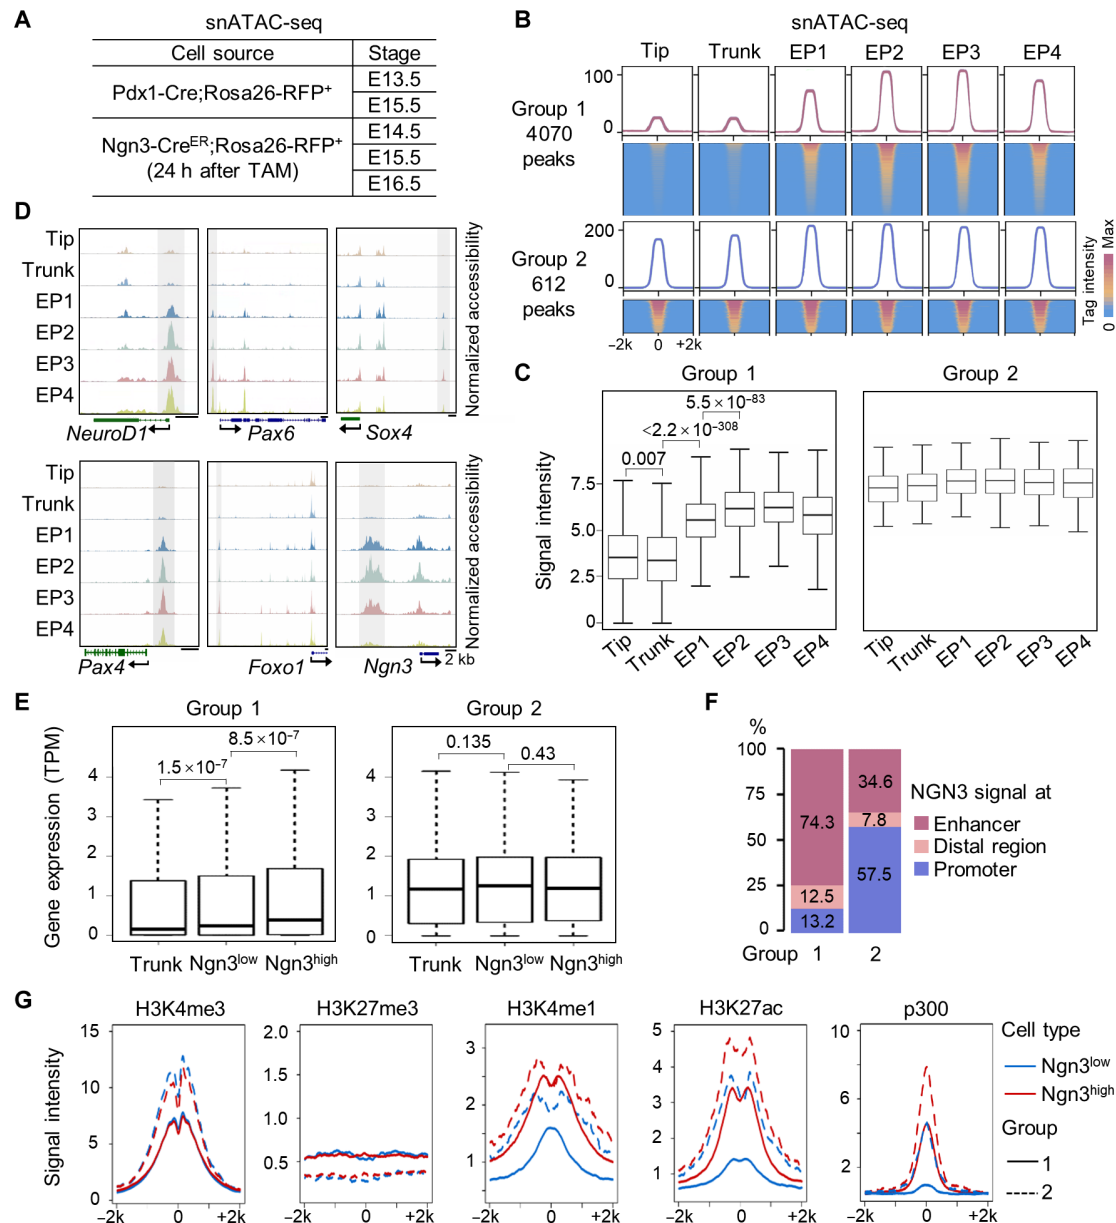 A
snATAC-seq
Cell source Stage
Pdx1-Cre;Rosa26-RFP⁺
E13.5
E15.5
Ngn3-Creᴱᴿ;Rosa26-RFP⁺
(24 h after TAM)
E14.5
E15.5
E16.5
B
snATAC-seq
Tip Trunk EP1 EP2 EP3 EP4
Group 1
4070
peaks
100
0
Group 2
612
peaks
200
0
−2k 0 +2k
Tag intensity
0 Max
C
Group 1 Group 2
Signal intensity
5.5 × 10⁻⁸³
<2.2 × 10⁻³⁰⁸
0.007
7.5
5.0
2.5
0
Tip Trunk EP1 EP2 EP3 EP4
Tip Trunk EP1 EP2 EP3 EP4
D
Tip
Trunk
EP1
EP2
EP3
EP4
Normalized accessibility
NeuroD1 Pax6 Sox4
Tip
Trunk
EP1
EP2
EP3
EP4
Normalized accessibility
Pax4 Foxo1 Ngn3 2 kb
E
Group 1 Group 2
Gene expression (TPM)
8.5 × 10⁻⁷
1.5 × 10⁻⁷
4
3
2
1
0
Trunk Ngn3ˡᵒʷ Ngn3ʰⁱᵍʰ
0.135
0.43
4
3
2
1
0
Trunk Ngn3ˡᵒʷ Ngn3ʰⁱᵍʰ
F
%
100
75
50
25
0
74.3
12.5
13.2
34.6
7.8
57.5
Group 1 2
NGN3 signal at
Enhancer
Distal region
Promoter
G
Signal intensity
H3K4me3
15
10
5
0
−2k 0 +2k
H3K27me3
2.0
1.5
1.0
0.5
−2k 0 +2k
H3K4me1
3
2
1
−2k 0 +2k
H3K27ac
5
4
3
2
1
−2k 0 +2k
p300
10
6
2
−2k 0 +2k
Cell type
Ngn3ˡᵒʷ
Ngn3ʰⁱᵍʰ
Group
1
2